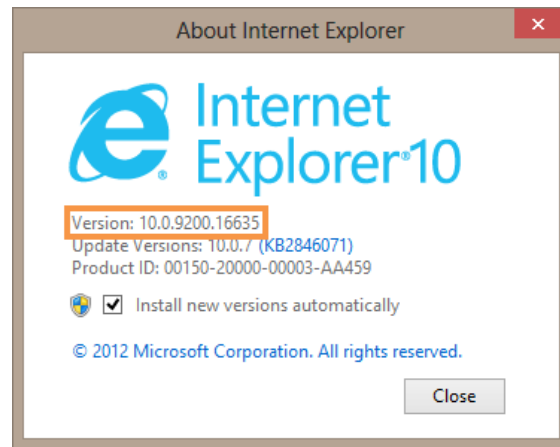 About Internet Explorer
Internet
Explorer®10
Version: 10.0.9200.16635
Update Versions: 10.0.7 (KB2846071)
Product ID: 00150-20000-00003-AA459
Install new versions automatically
© 2012 Microsoft Corporation. All rights reserved.
Close